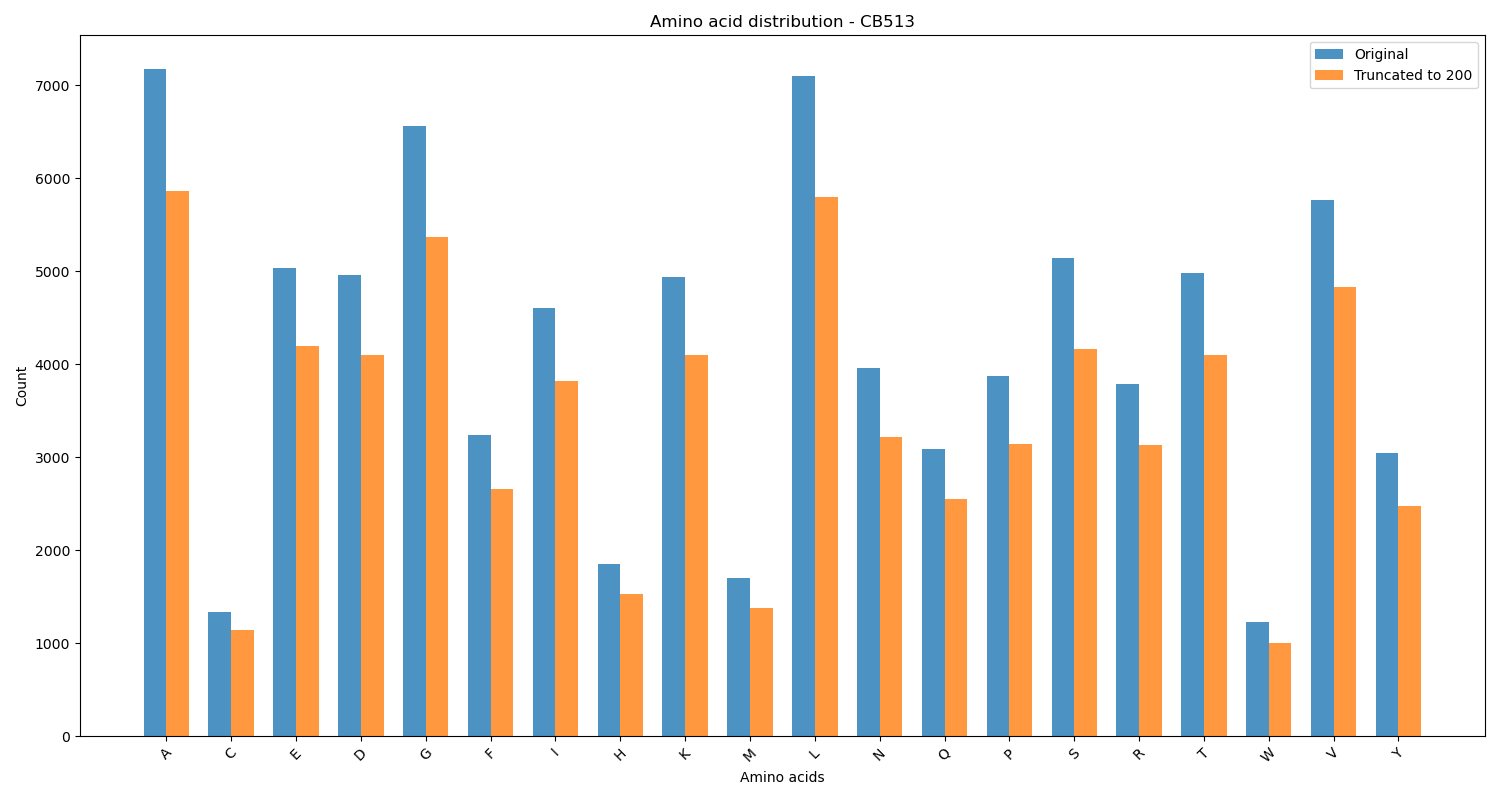 Amino acid distribution - CB513
Original
Truncated to 200
Count
7000
6000
5000
4000
3000
2000
1000
0
A C E D G F I H K M L N Q P S R T W V Y
Amino acids